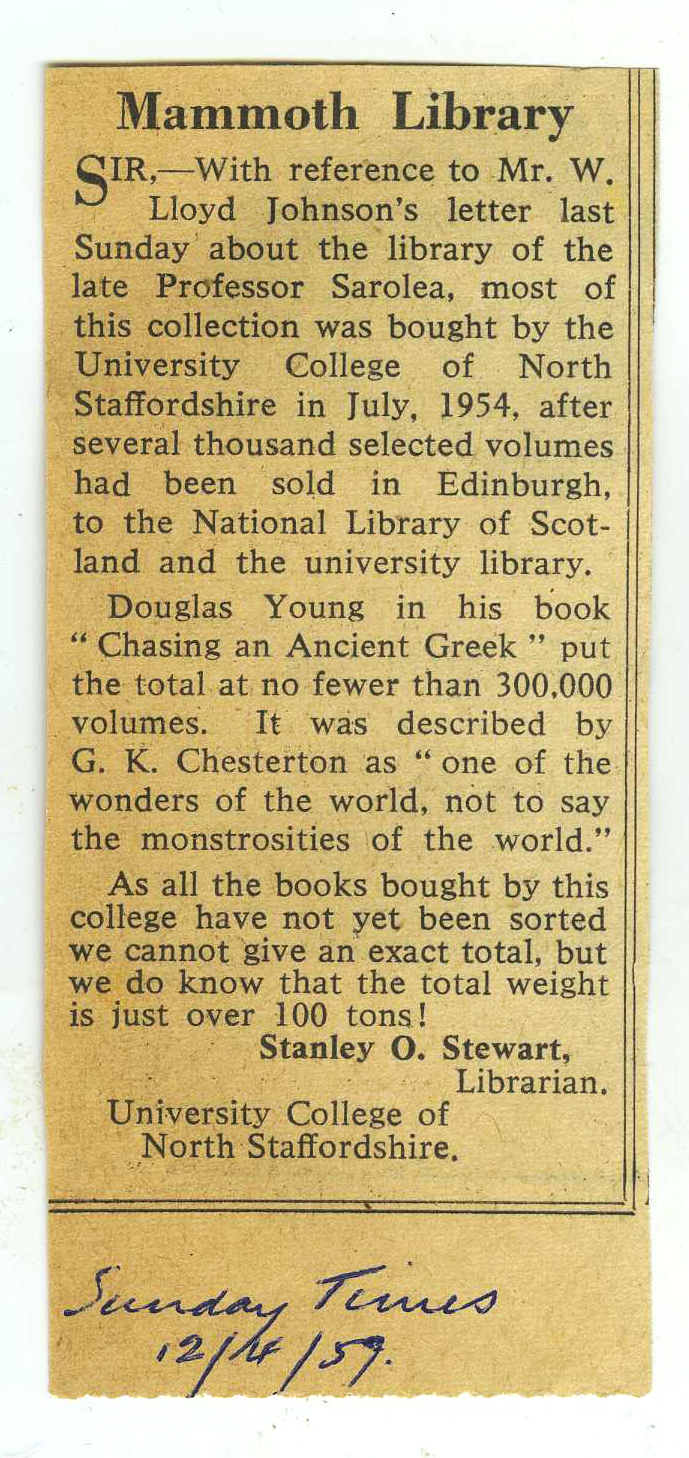 Mammoth Library
SIR,—With reference to Mr. W.
Lloyd Johnson's letter last
Sunday about the library of the
late Professor Sarolea, most of
this collection was bought by the
University College of North
Staffordshire in July, 1954, after
several thousand selected volumes
had been sold in Edinburgh,
to the National Library of Scot-
land and the university library.
Douglas Young in his book
“ Chasing an Ancient Greek ” put
the total at no fewer than 300,000
volumes. It was described by
G. K. Chesterton as “ one of the
wonders of the world, not to say
the monstrosities of the world.”
As all the books bought by this
college have not yet been sorted
we cannot give an exact total, but
we do know that the total weight
is just over 100 tons!
Stanley O. Stewart,
Librarian.
University College of
North Staffordshire.
Sunday Times
12/4/59.